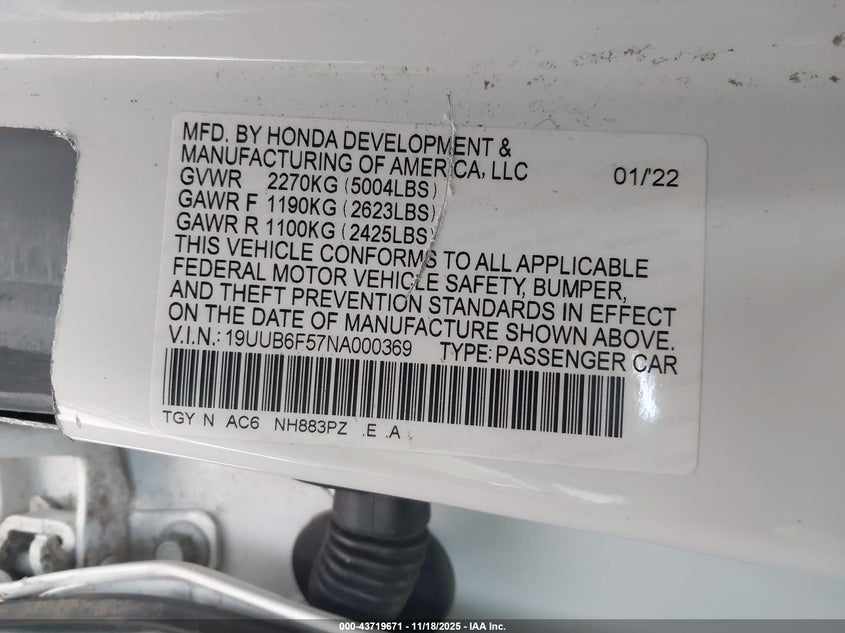 MFD. BY HONDA DEVELOPMENT &
MANUFACTURING OF AMERICA, LLC 01/'22
GVWR 2270KG (5004LBS)
GAWR F 1190KG (2623LBS)
GAWR R 1100KG (2425LBS)
THIS VEHICLE CONFORMS TO ALL APPLICABLE
FEDERAL MOTOR VEHICLE SAFETY, BUMPER,
AND THEFT PREVENTION STANDARDS IN EFFECT
ON THE DATE OF MANUFACTURE SHOWN ABOVE.
V.I.N.: 19UUB6F57NA000369 TYPE: PASSENGER CAR
TGY N AC6 NH883PZ .E .A
000-43719671 - 11/18/2025 - IAA Inc.